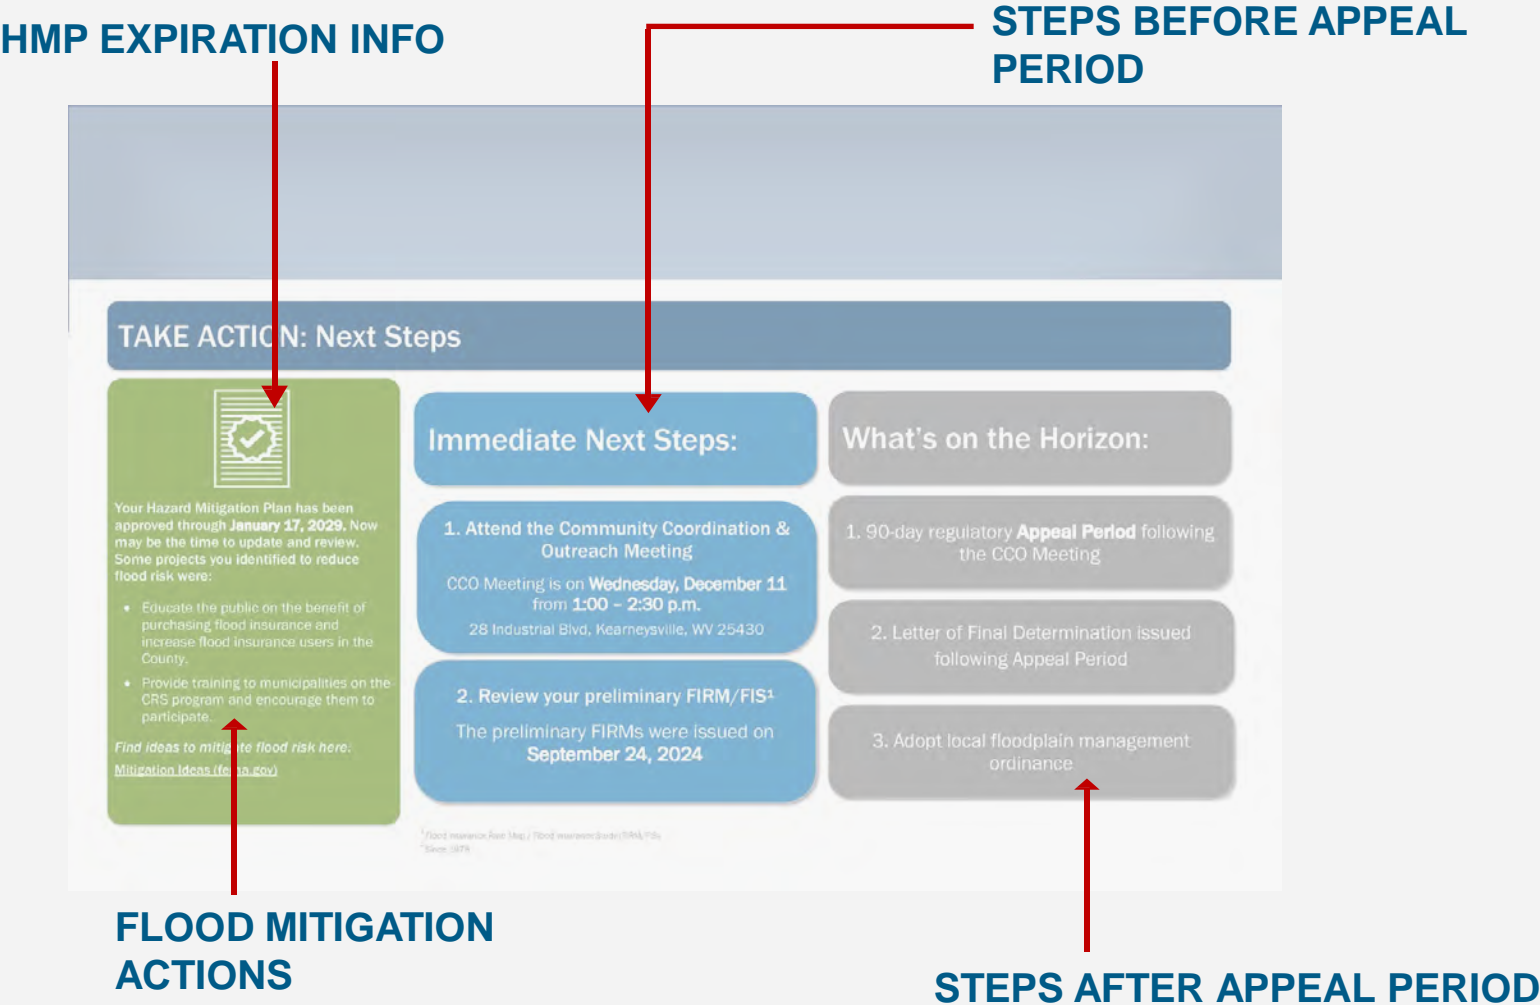 HMP EXPIRATION INFO
STEPS BEFORE APPEAL
PERIOD
TAKE ACTION: Next Steps
Your Hazard Mitigation Plan has been
approved through January 17, 2029. Now
may be the time to update and review.
Some projects you identified to reduce
flood risk were:
• Educate the public on the benefit of
purchasing flood insurance and
increase flood insurance users in the
County.
• Provide training to municipalities on the
CRS program and encourage them to
participate.
Find ideas to mitigate flood risk here:
Mitigation Ideas (fema.gov)
Immediate Next Steps:
1. Attend the Community Coordination &
Outreach Meeting
CCO Meeting is on Wednesday, December 11
from 1:00 – 2:30 p.m.
28 Industrial Blvd, Kearneysville, WV 25430
2. Review your preliminary FIRM/FIS¹
The preliminary FIRMs were issued on
September 24, 2024
What's on the Horizon:
1. 90-day regulatory Appeal Period following
the CCO Meeting
2. Letter of Final Determination issued
following Appeal Period
3. Adopt local floodplain management
ordinance
FLOOD MITIGATION
ACTIONS
STEPS AFTER APPEAL PERIOD